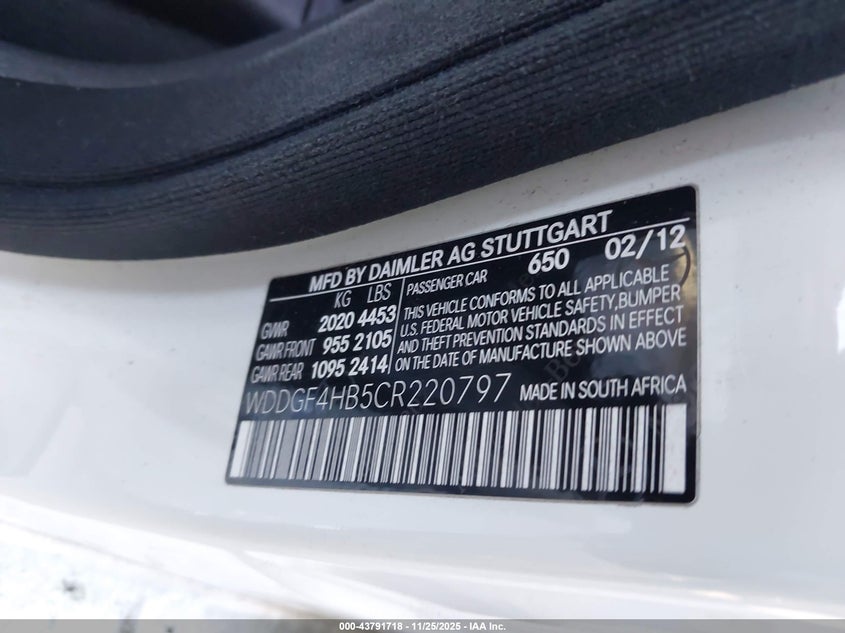 MFD BY DAIMLER AG STUTTGART
KG LBS
GVWR 2020 4453
GAWR FRONT 955 2105
GAWR REAR 1095 2414
PASSENGER CAR 650 02/12
THIS VEHICLE CONFORMS TO ALL APPLICABLE
U.S. FEDERAL MOTOR VEHICLE SAFETY, BUMPER
AND THEFT PREVENTION STANDARDS IN EFFECT
ON THE DATE OF MANUFACTURE SHOWN ABOVE
WDDGF4HB5CR220797 MADE IN SOUTH AFRICA
000-43791718 - 11/25/2025 - IAA Inc.